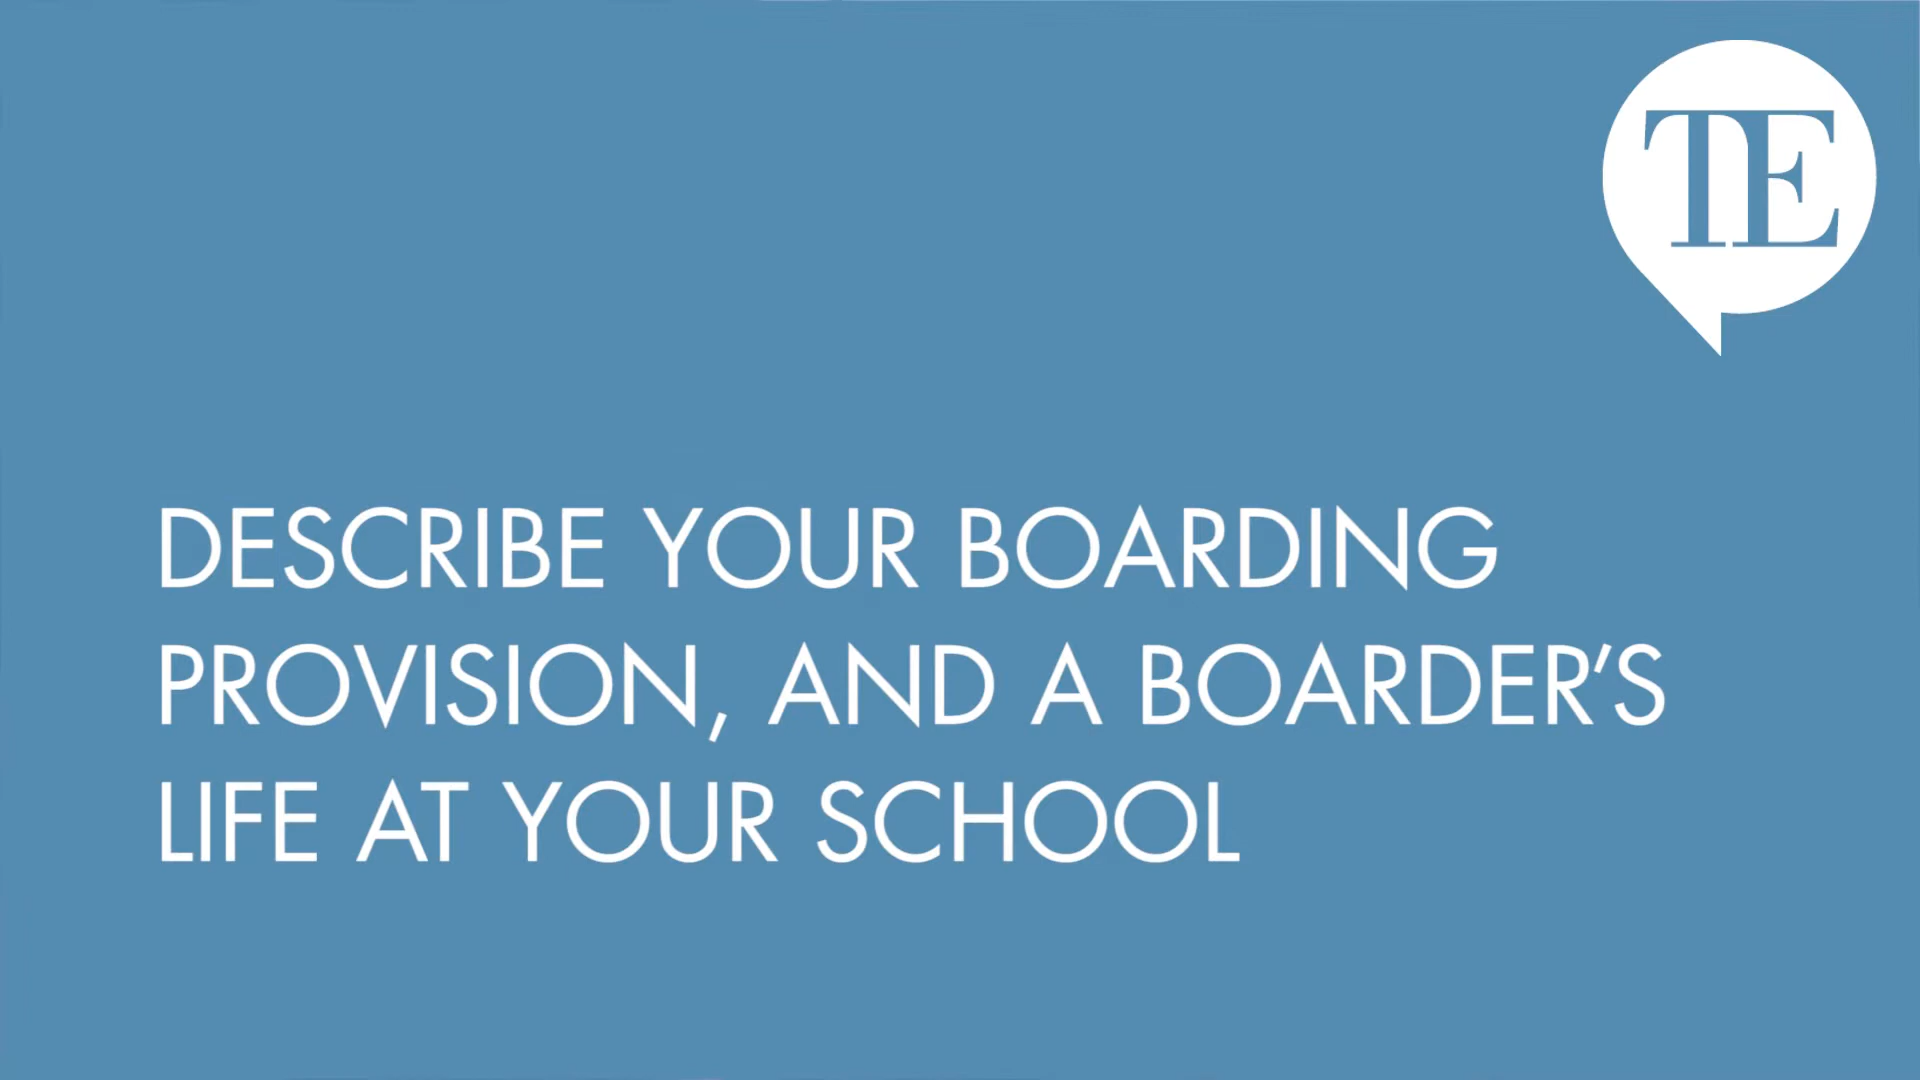 TE
DESCRIBE YOUR BOARDING
PROVISION, AND A BOARDER’S
LIFE AT YOUR SCHOOL